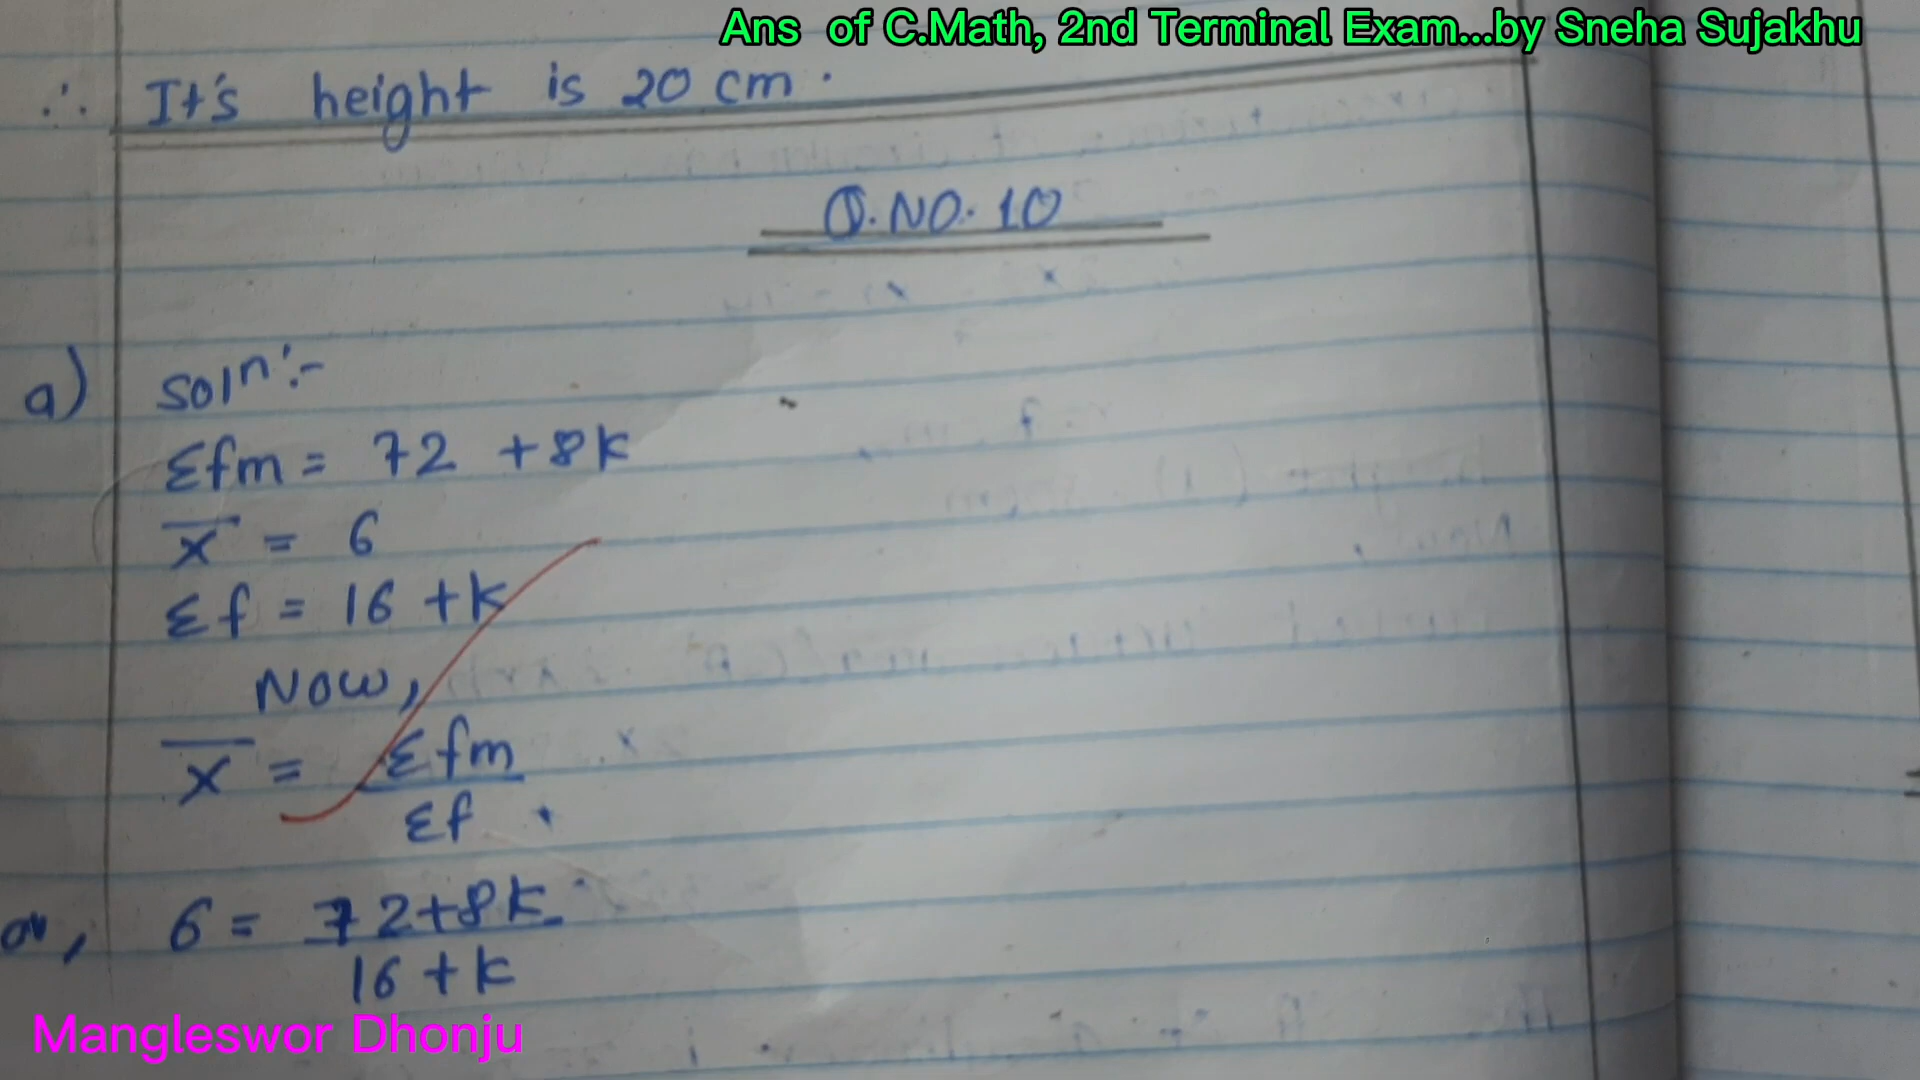 Ans of C.Math, 2nd Terminal Exam...by Sneha Sujakhu
∴ It's height is 20 cm.
Q.NO. 10
a) Soln:-
Σfm = 72 + 8k
x̅ = 6
Σf = 16 + k
Now,
x̅ = Σfm
Σf
or, 6 = 72+8k
16 + k
Mangleswor Dhonju